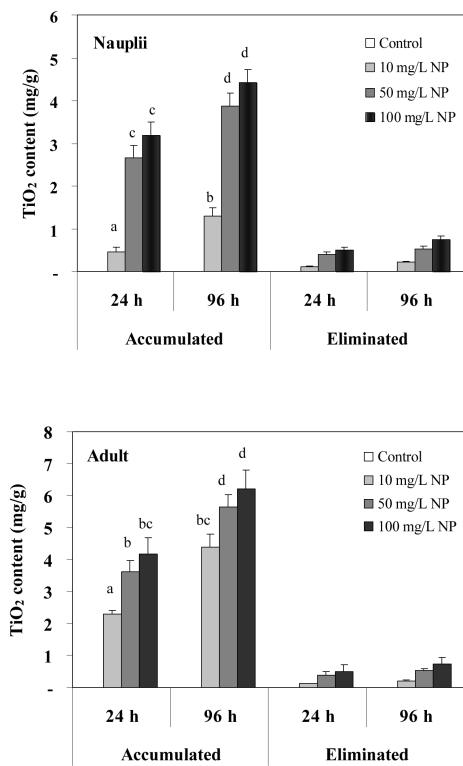 6
Nauplii
Control
10 mg/L NP
50 mg/L NP
100 mg/L NP
5
4
3
2
1
-
TiO2 content (mg/g)
a
c
c
b
d
d
24 h
96 h
24 h
96 h
Accumulated
Eliminated
8
Adult
Control
10 mg/L NP
50 mg/L NP
100 mg/L NP
7
6
5
4
3
2
1
-
TiO2 content (mg/g)
a
b
bc
bc
d
d
24 h
96 h
24 h
96 h
Accumulated
Eliminated